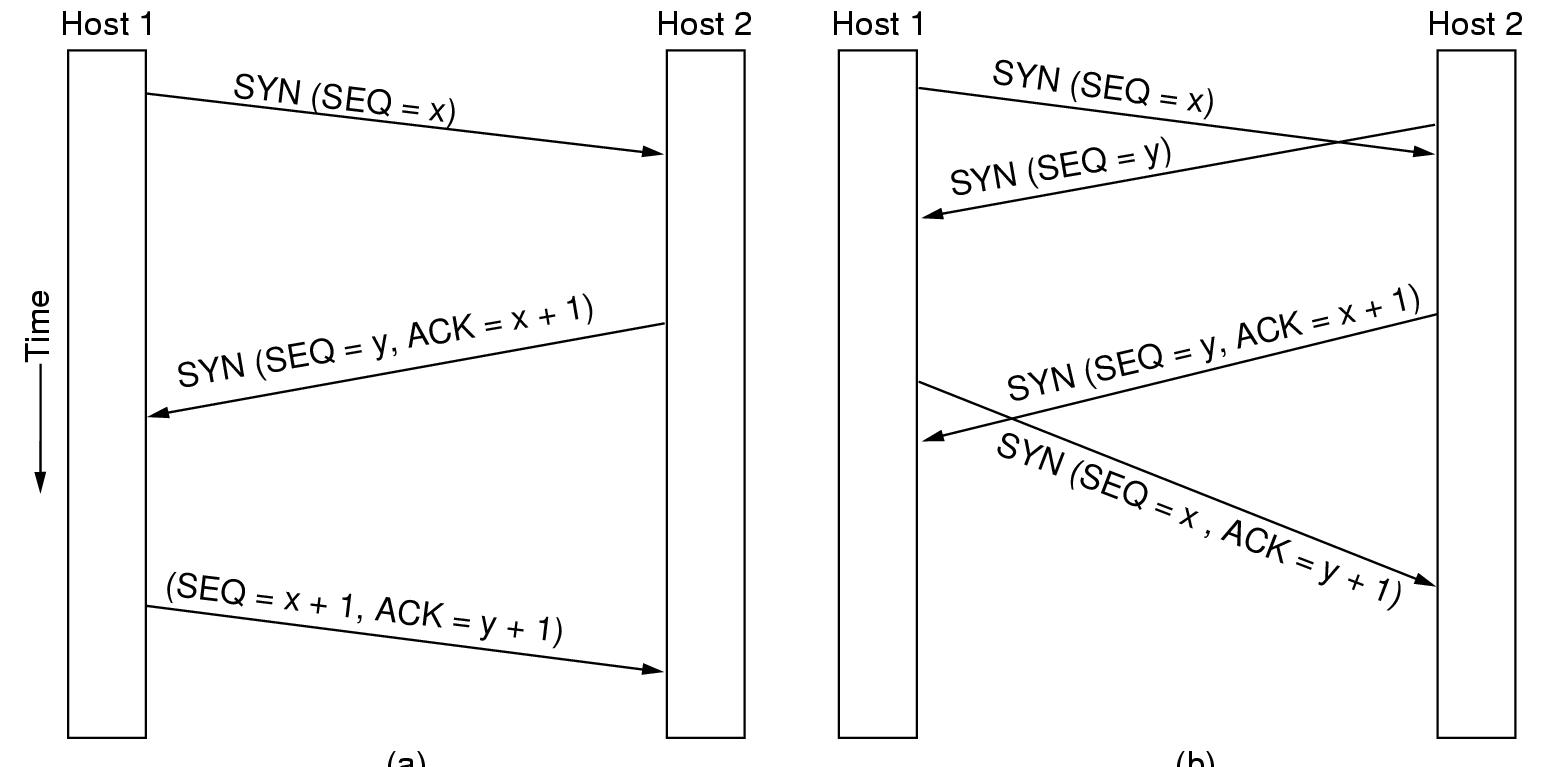 Host 1
Host 2
SYN (SEQ = x)
SYN (SEQ = y, ACK = x + 1)
(SEQ = x + 1, ACK = y + 1)
Time
(a)
Host 1
Host 2
SYN (SEQ = x)
SYN (SEQ = y)
SYN (SEQ = y, ACK = x + 1)
SYN (SEQ = x , ACK = y + 1)
(b)